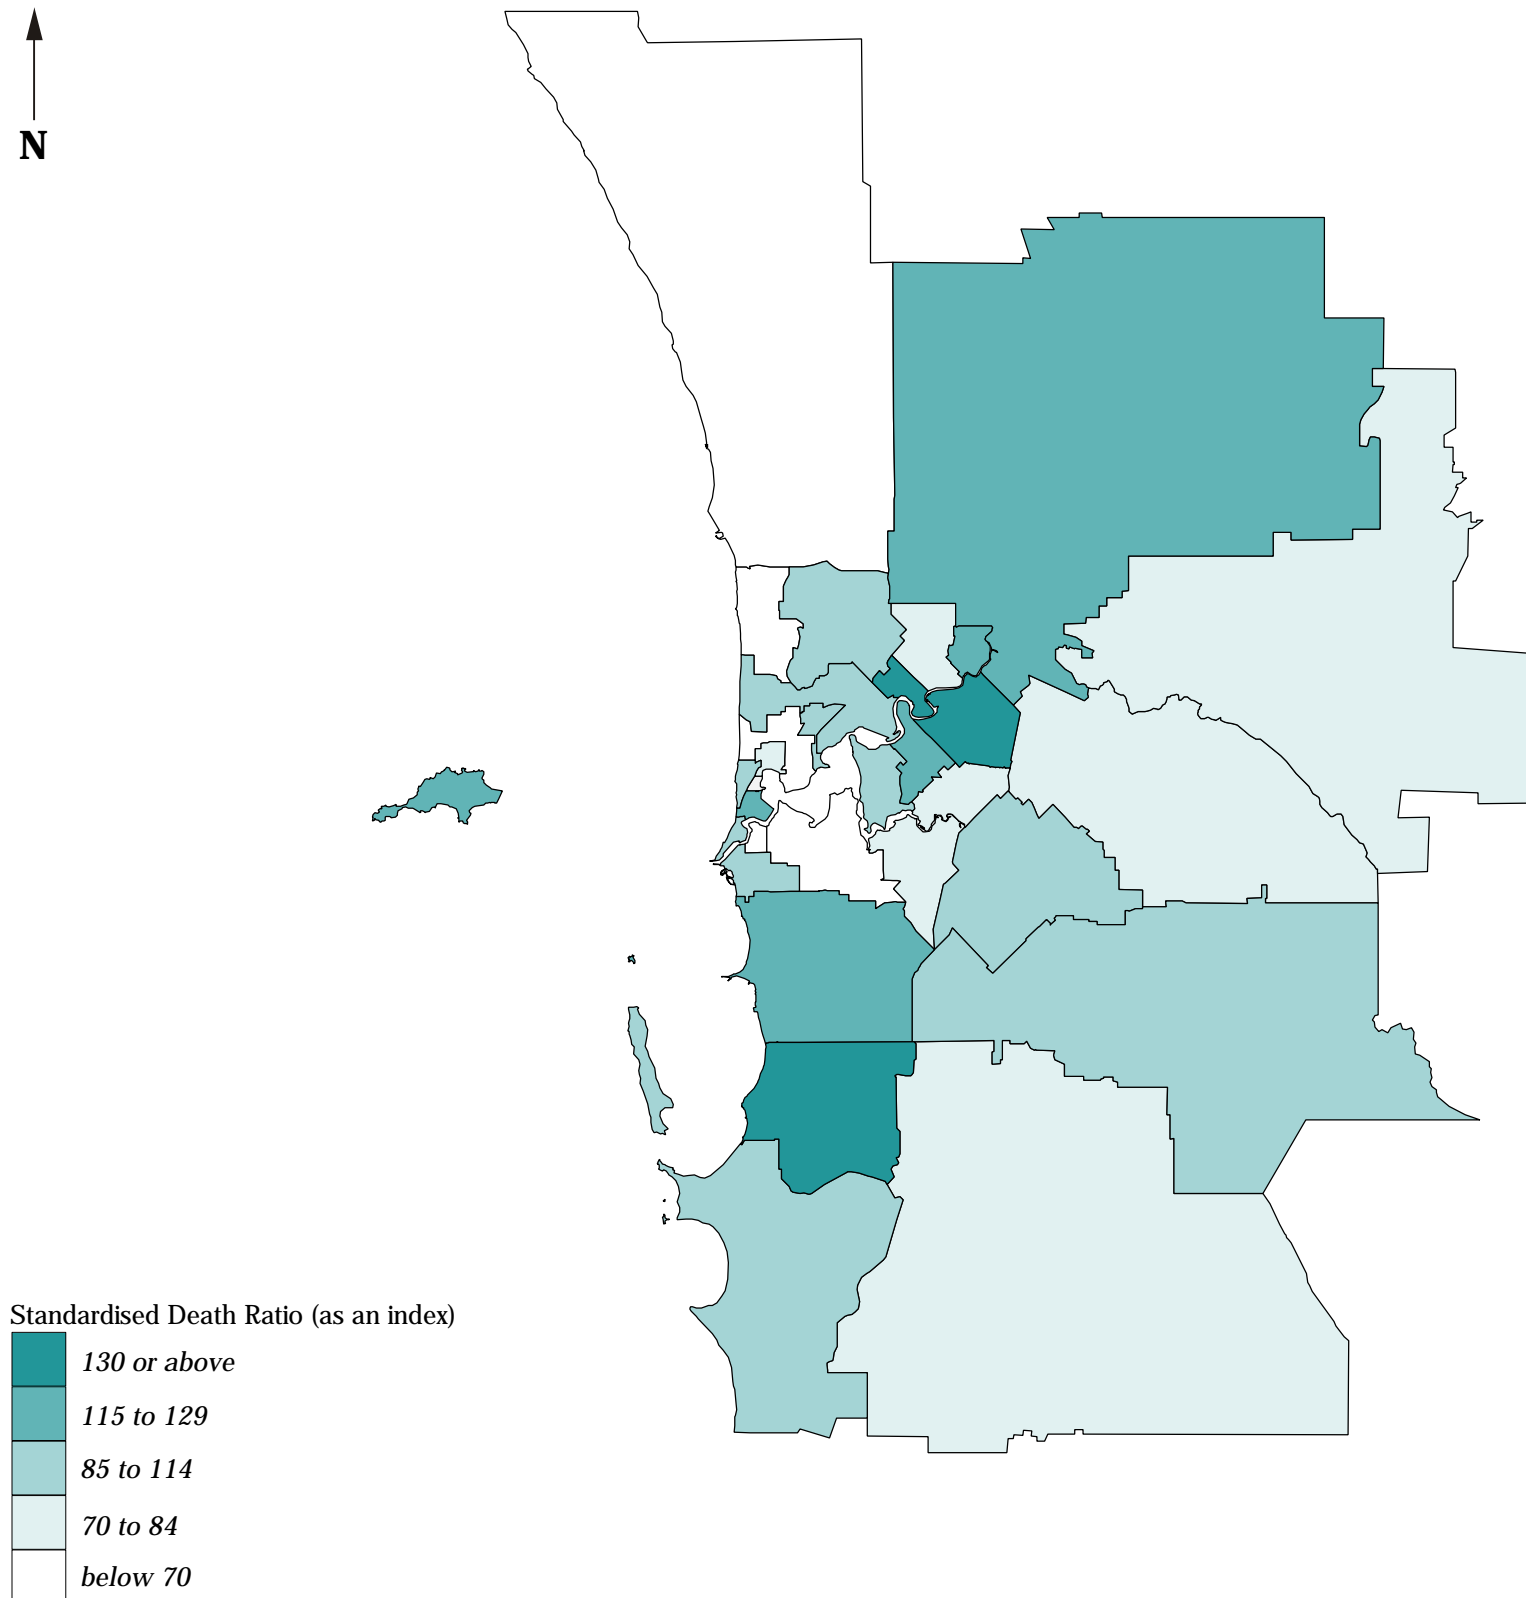 N
Standardised Death Ratio (as an index)
130 or above
115 to 129
85 to 114
70 to 84
below 70